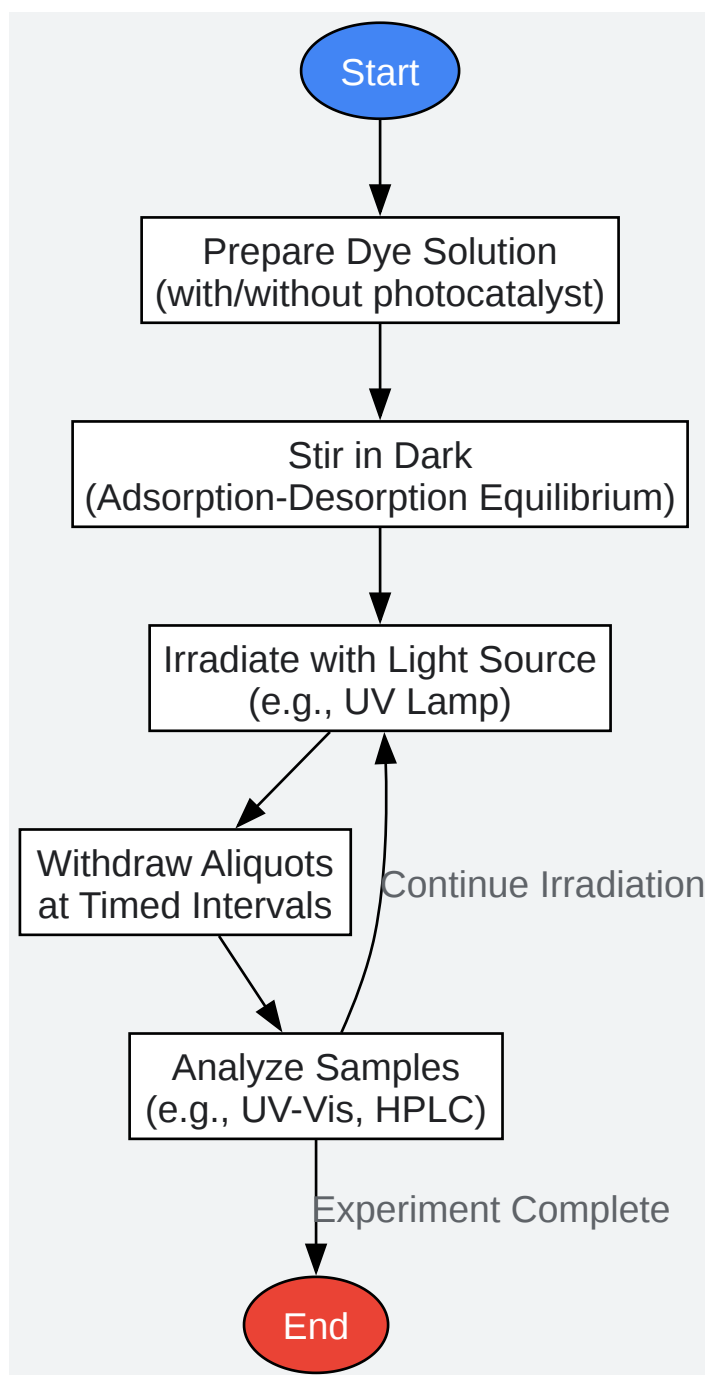 Start
Prepare Dye Solution
(with/without photocatalyst)
Stir in Dark
(Adsorption-Desorption Equilibrium)
Irradiate with Light Source
(e.g., UV Lamp)
Withdraw Aliquots
at Timed Intervals
Continue Irradiation
Analyze Samples
(e.g., UV-Vis, HPLC)
Experiment Complete
End